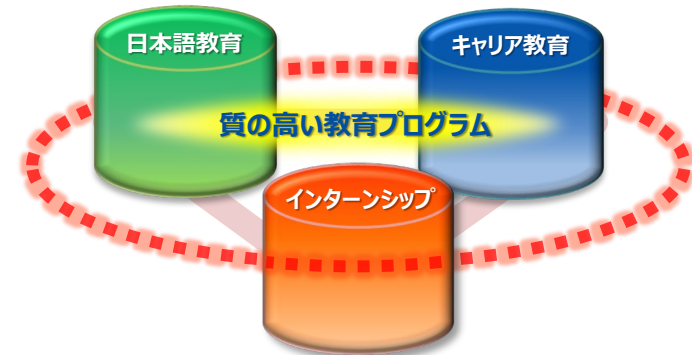 日本語教育
キャリア教育
質の高い教育プログラム
インターンシップ